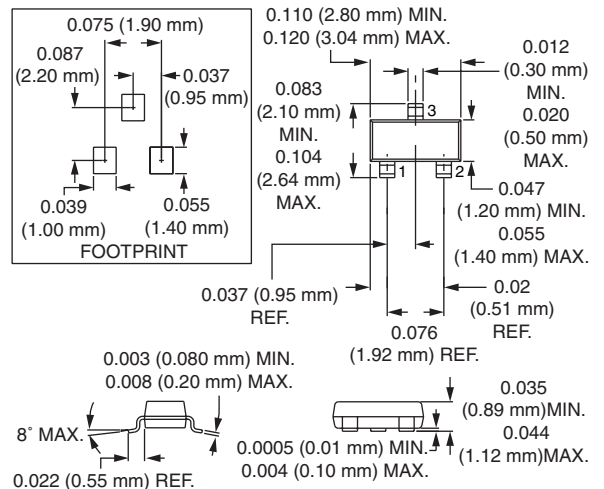 0.075 (1.90 mm)
0.087
(2.20 mm)
0.037
(0.95 mm)
0.039
(1.00 mm)
0.055
(1.40 mm)
FOOTPRINT
0.110 (2.80 mm) MIN.
0.120 (3.04 mm) MAX.
0.012
(0.30 mm)
MIN.
0.020
(0.50 mm)
MAX.
0.083
(2.10 mm)
MIN.
0.104
(2.64 mm)
MAX.
3
1
2
0.047
(1.20 mm) MIN.
0.055
(1.40 mm) MAX.
0.037 (0.95 mm)
REF.
0.02
(0.51 mm)
REF.
0.076
(1.92 mm) REF.
0.003 (0.080 mm) MIN.
0.008 (0.20 mm) MAX.
8° MAX.
0.022 (0.55 mm) REF.
0.0005 (0.01 mm) MIN.
0.004 (0.10 mm) MAX.
0.035
(0.89 mm)MIN.
0.044
(1.12 mm)MAX.